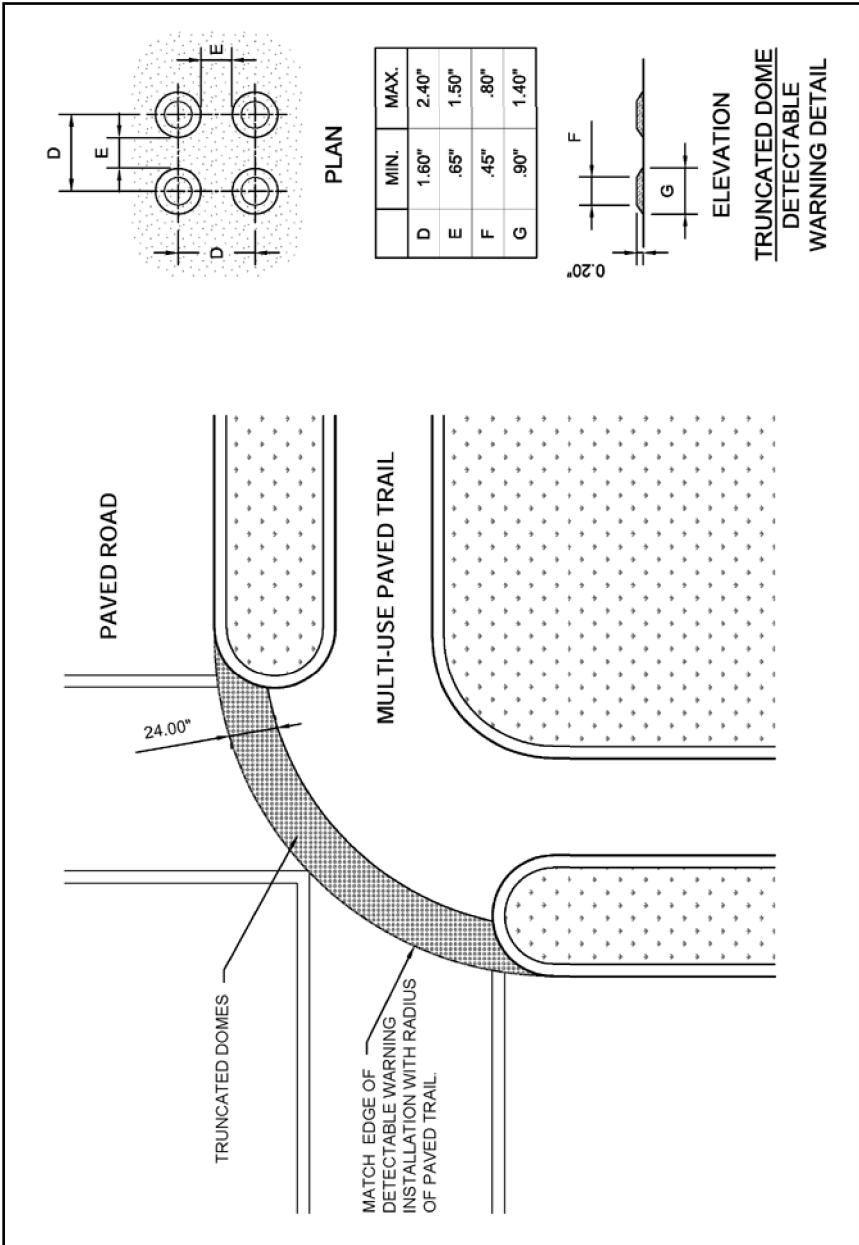 PAVED ROAD
24.00"
MULTI-USE PAVED TRAIL
TRUNCATED DOMES
MATCH EDGE OF
DETECTABLE WARNING
INSTALLATION WITH RADIUS
OF PAVED TRAIL.
D
E
E
D
PLAN
MIN. MAX.
D 1.60" 2.40"
E .65" 1.50"
F .45" .80"
G .90" 1.40"
F
G
0.20"
ELEVATION
TRUNCATED DOME
DETECTABLE
WARNING DETAIL